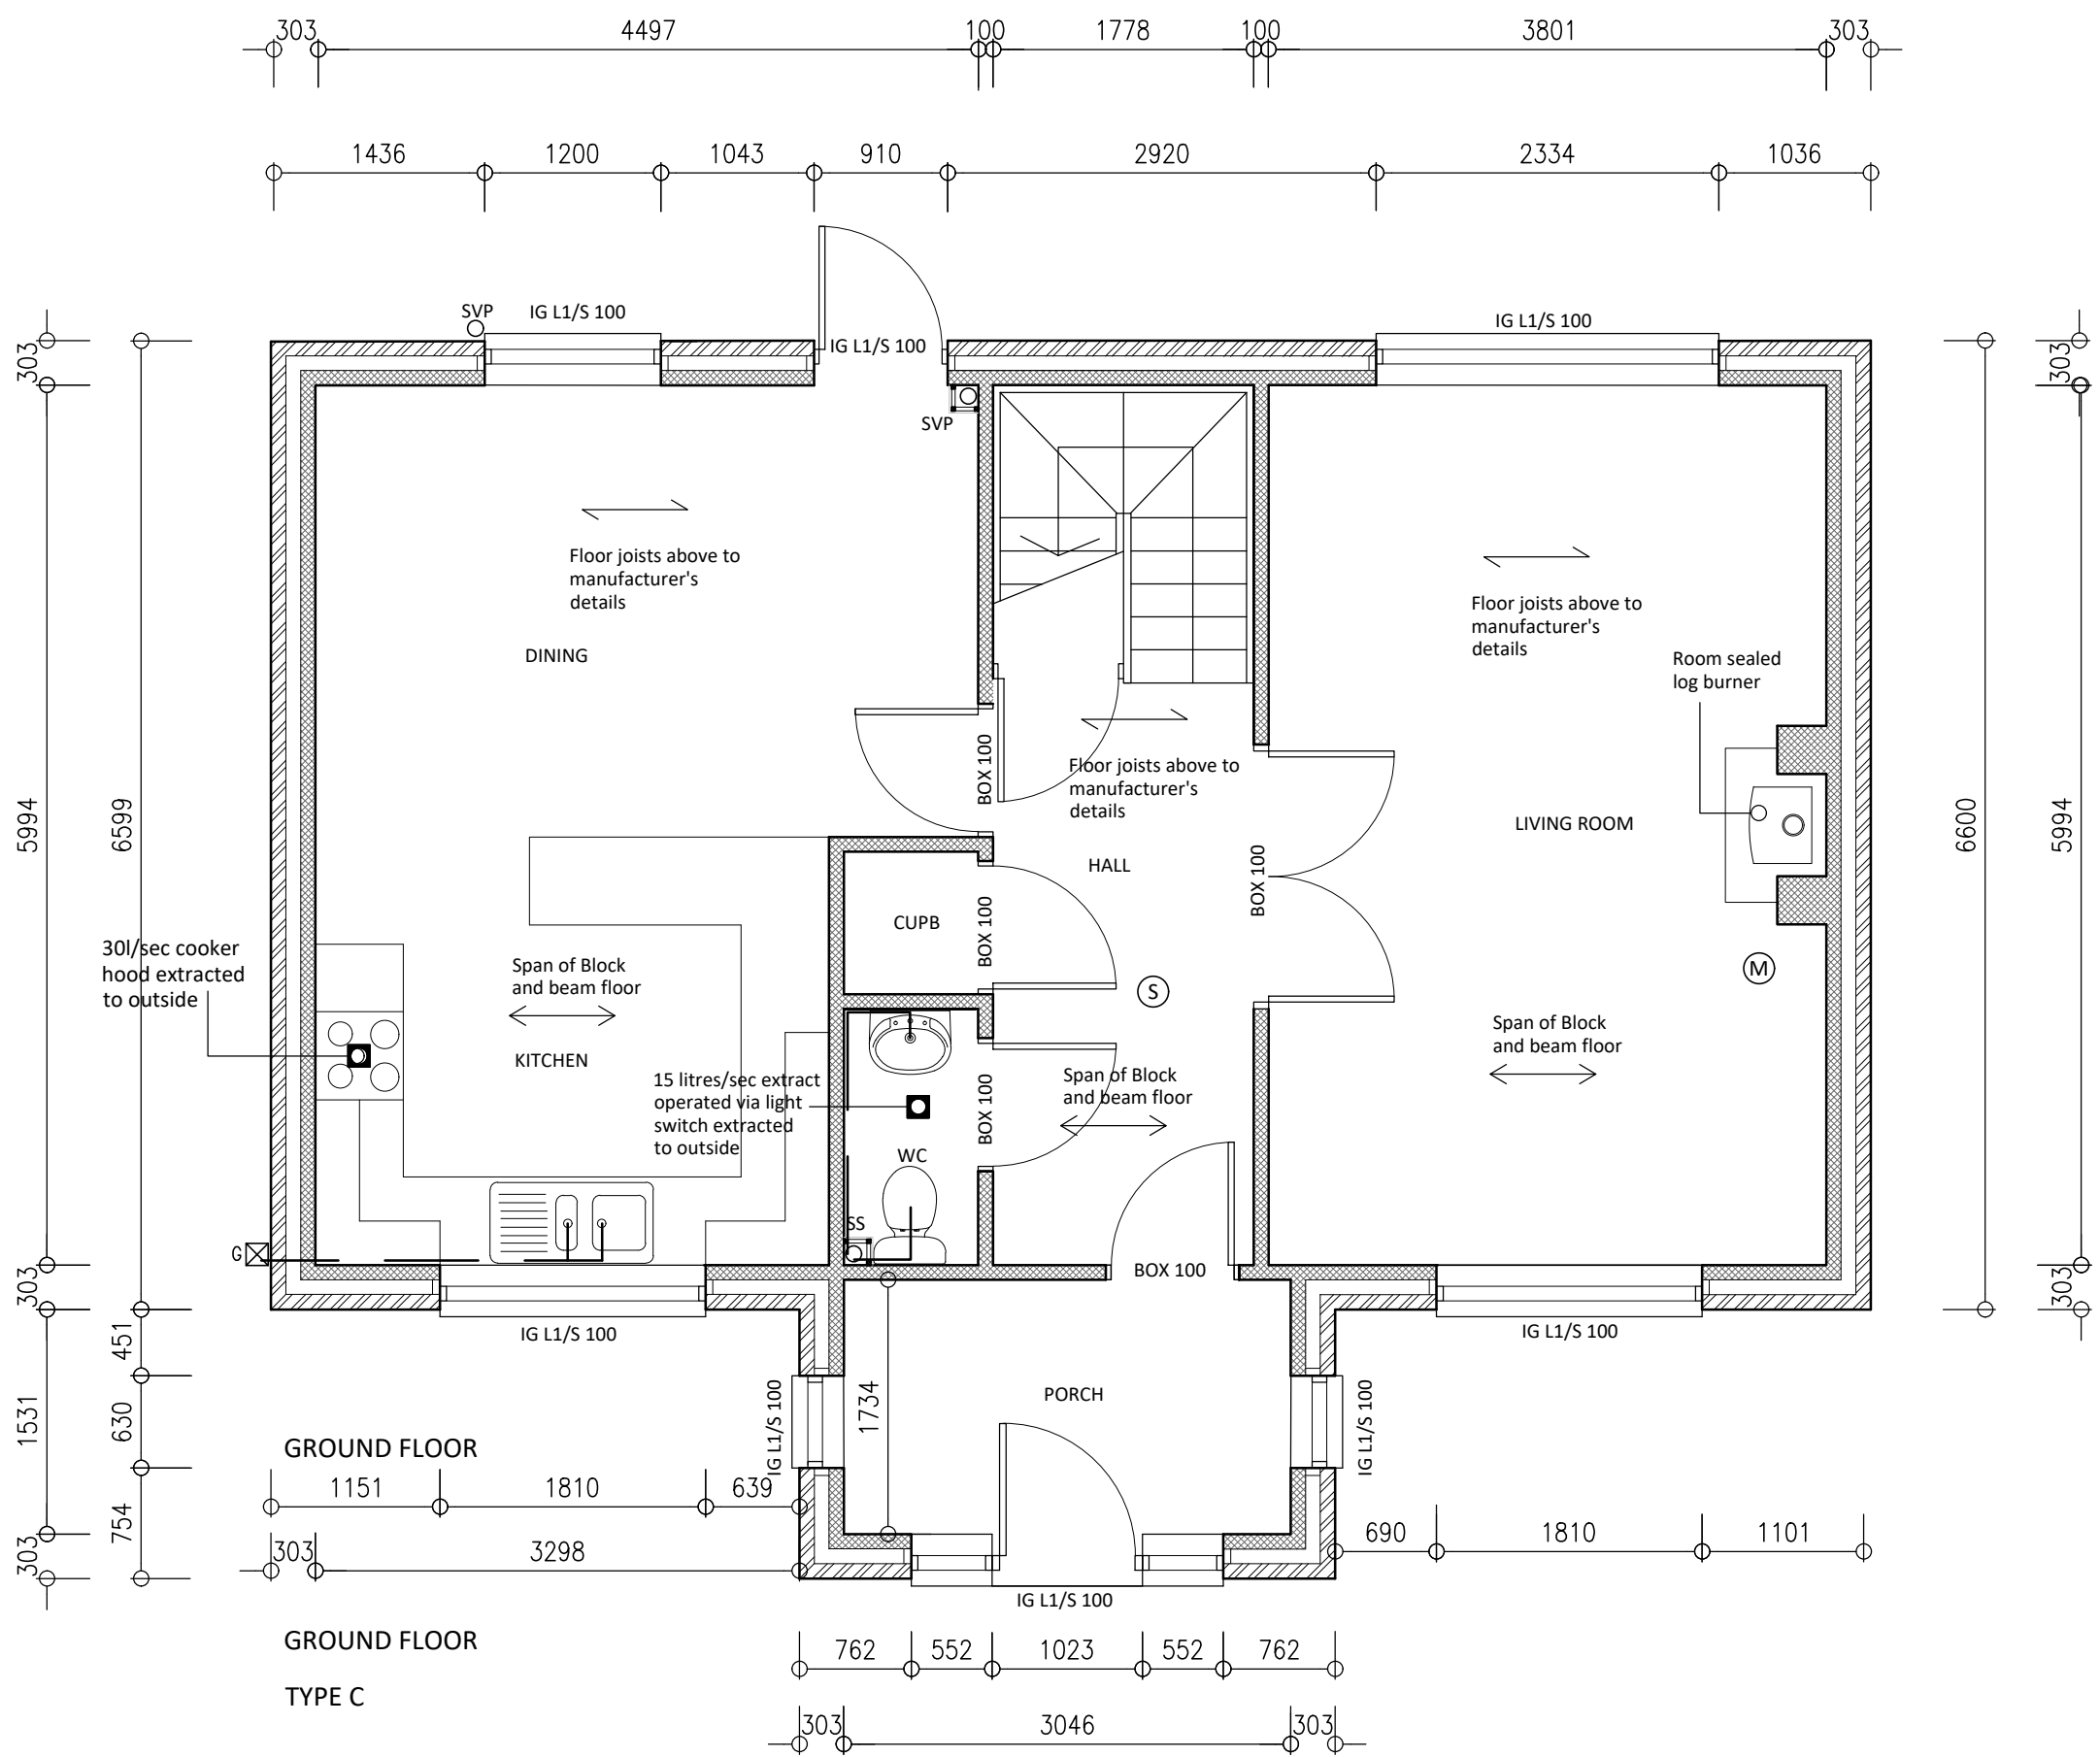 303 4497 100 1778 100 3801 303
1436 1200 1043 910 2920 2334 1036
SVP
IG L1/S 100
IG L1/S 100
IG L1/S 100
SVP
303
303
5994
6599
6600
5994
Floor joists above to
manufacturer's
details
DINING
Floor joists above to
manufacturer's
details
Room sealed
log burner
BOX 100
Floor joists above to
manufacturer's
details
LIVING ROOM
HALL
BOX 100
CUPB
BOX 100
30l/sec cooker
hood extracted
to outside
Span of Block
and beam floor
KITCHEN
S
M
Span of Block
and beam floor
15 litres/sec extract
operated via light
switch extracted
to outside
BOX 100
Span of Block
and beam floor
WC
SS
G
BOX 100
303
303
IG L1/S 100
IG L1/S 100
451
1531
630
754
303
IG L1/S 100
1734
PORCH
IG L1/S 100
GROUND FLOOR
1151 1810 639
303 3298
690 1810 1101
IG L1/S 100
GROUND FLOOR
762 552 1023 552 762
TYPE C
303 3046 303